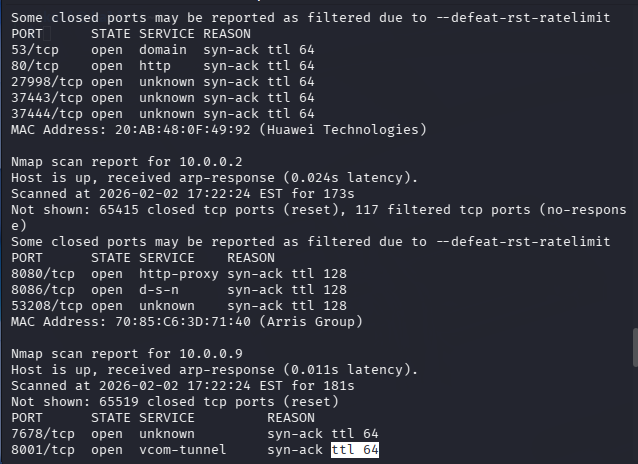 Some closed ports may be reported as filtered due to --defeat-rst-ratelimit
PORT      STATE SERVICE REASON
53/tcp    open  domain  syn-ack ttl 64
80/tcp    open  http    syn-ack ttl 64
27998/tcp open  unknown syn-ack ttl 64
37443/tcp open  unknown syn-ack ttl 64
37444/tcp open  unknown syn-ack ttl 64
MAC Address: 20:AB:48:0F:49:92 (Huawei Technologies)

Nmap scan report for 10.0.0.2
Host is up, received arp-response (0.024s latency).
Scanned at 2026-02-02 17:22:24 EST for 173s
Not shown: 65415 closed tcp ports (reset), 117 filtered tcp ports (no-respons
e)
Some closed ports may be reported as filtered due to --defeat-rst-ratelimit
PORT      STATE SERVICE    REASON
8080/tcp  open  http-proxy syn-ack ttl 128
8086/tcp  open  d-s-n      syn-ack ttl 128
53208/tcp open  unknown    syn-ack ttl 128
MAC Address: 70:85:C6:3D:71:40 (Arris Group)

Nmap scan report for 10.0.0.9
Host is up, received arp-response (0.011s latency).
Scanned at 2026-02-02 17:22:24 EST for 181s
Not shown: 65519 closed tcp ports (reset)
PORT      STATE SERVICE         REASON
7678/tcp  open  unknown         syn-ack ttl 64
8001/tcp  open  vcom-tunnel     syn-ack ttl 64